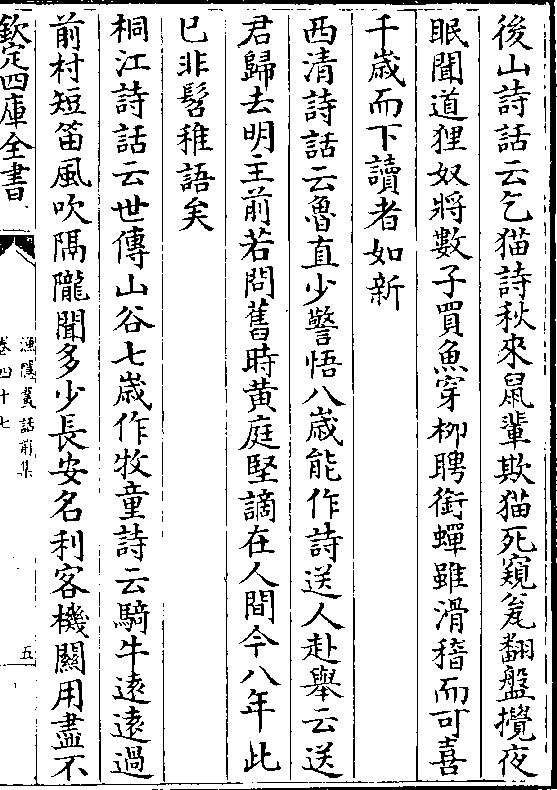 後山詩話云乞猫詩秋來鼠輩欺猫死窺瓮翻盤攪夜
眠聞道狸奴將數子買魚穿栁聘銜蟬雖滑稽而可喜
千歳而下讀者如新
西清詩話云魯直少警悟八歳能作詩送人赴舉云送
君歸去明主前若問舊時黄庭堅謫在人間今八年此
已非髫稚語矣
桐江詩話云世傳山谷七歳作牧童詩云騎牛逺逺過
前村短笛風吹隔隴聞多少長安名利客機關用盡不
欽定四庫全書
漁隱叢話前集
卷四十七
五